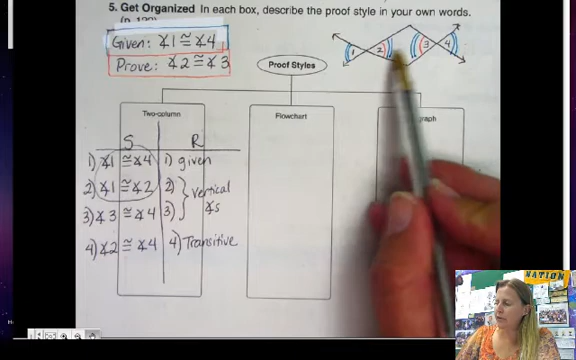 5. Get Organized In each box, describe the proof style in your own words.
Given: ∡1 ≅ ∡4
Prove: ∡2 ≅ ∡3
1 2 3 4
Proof Styles
Two-column
Flowchart
graph
S R
1) ∡1 ≅ ∡4 1) given
2) ∡1 ≅ ∡2 2) } vertical
3) ∡3 ≅ ∡4 3) ∡s
4) ∡2 ≅ ∡4 4) Transitive
NATION